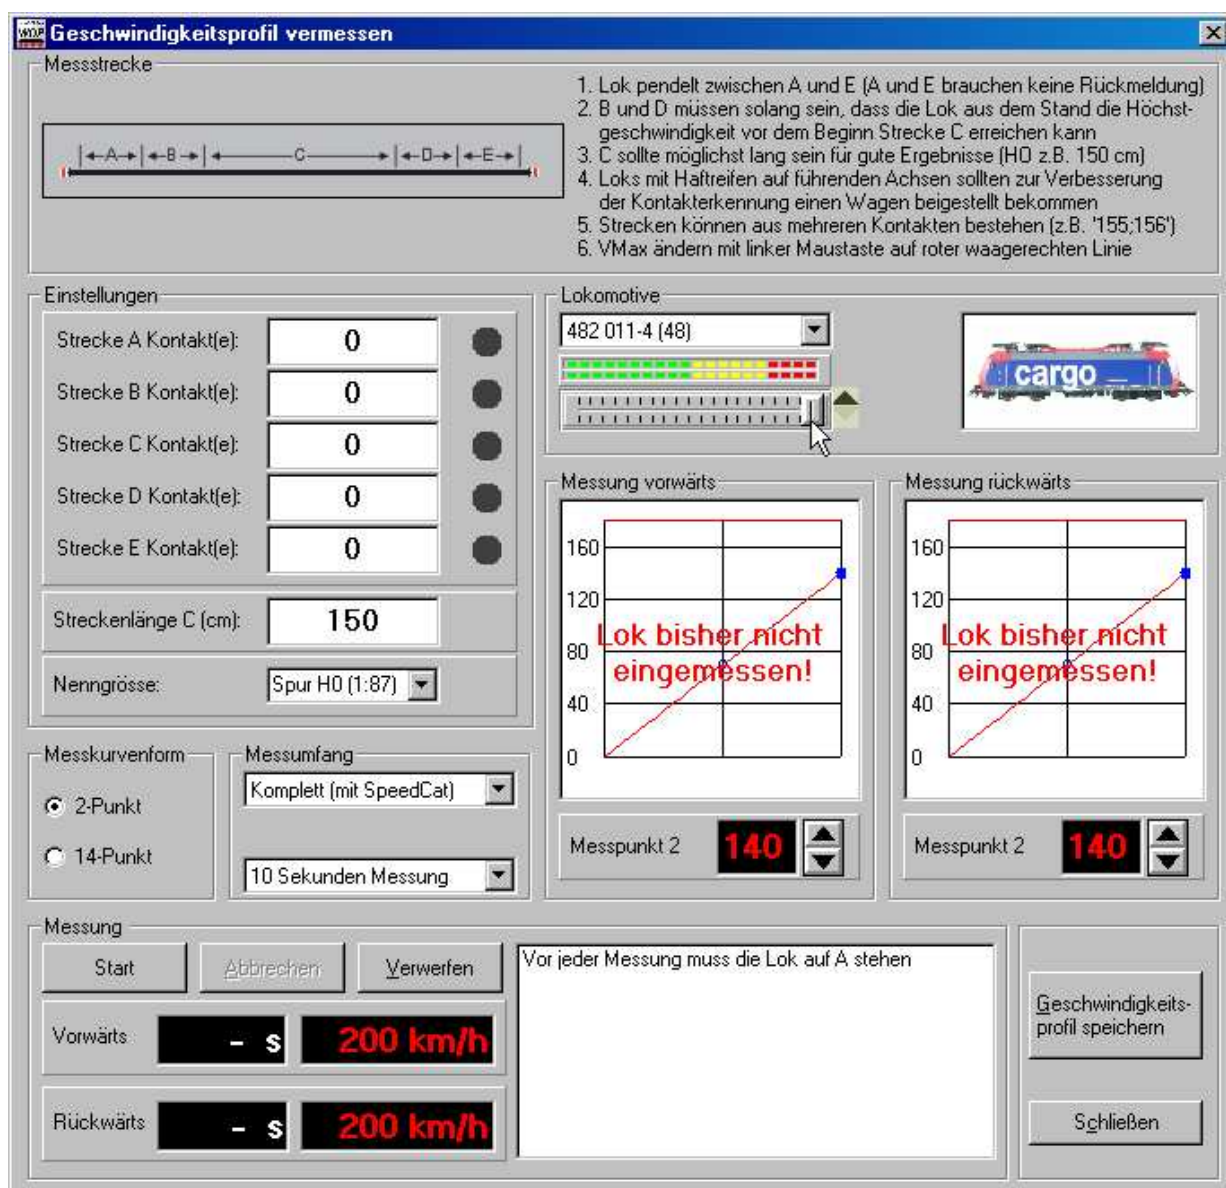 Geschwindigkeitsprofil vermessen
Messstrecke
A B C D E
1. Lok pendelt zwischen A und E (A und E brauchen keine Rückmeldung)
2. B und D müssen solang sein, dass die Lok aus dem Stand die Höchst-
geschwindigkeit vor dem Beginn Strecke C erreichen kann
3. C sollte möglichst lang sein für gute Ergebnisse (HO z.B. 150 cm)
4. Loks mit Haftreifen auf führenden Achsen sollten zur Verbesserung
der Kontakterkennung einen Wagen beigestellt bekommen
5. Strecken können aus mehreren Kontakten bestehen (z.B. '155;156')
6. VMax ändern mit linker Maustaste auf roter waagerechten Linie
Einstellungen
Strecke A Kontakt(e): 0
Strecke B Kontakt(e): 0
Strecke C Kontakt(e): 0
Strecke D Kontakt(e): 0
Strecke E Kontakt(e): 0
Streckenlänge C (cm): 150
Nenngrösse: Spur H0 (1:87)
Lokomotive
482 011-4 (48)
cargo
Messung vorwärts
160
120
80
40
0
Lok bisher nicht
eingemessen!
Messpunkt 2 140
Messung rückwärts
160
120
80
40
0
Lok bisher nicht
eingemessen!
Messpunkt 2 140
Messkurvenform
2-Punkt
14-Punkt
Messumfang
Komplett (mit SpeedCat)
10 Sekunden Messung
Messung
Start Abbrechen Verwerfen
Vorwärts - s 200 km/h
Rückwärts - s 200 km/h
Vor jeder Messung muss die Lok auf A stehen
Geschwindigkeits-
profil speichern
Schließen